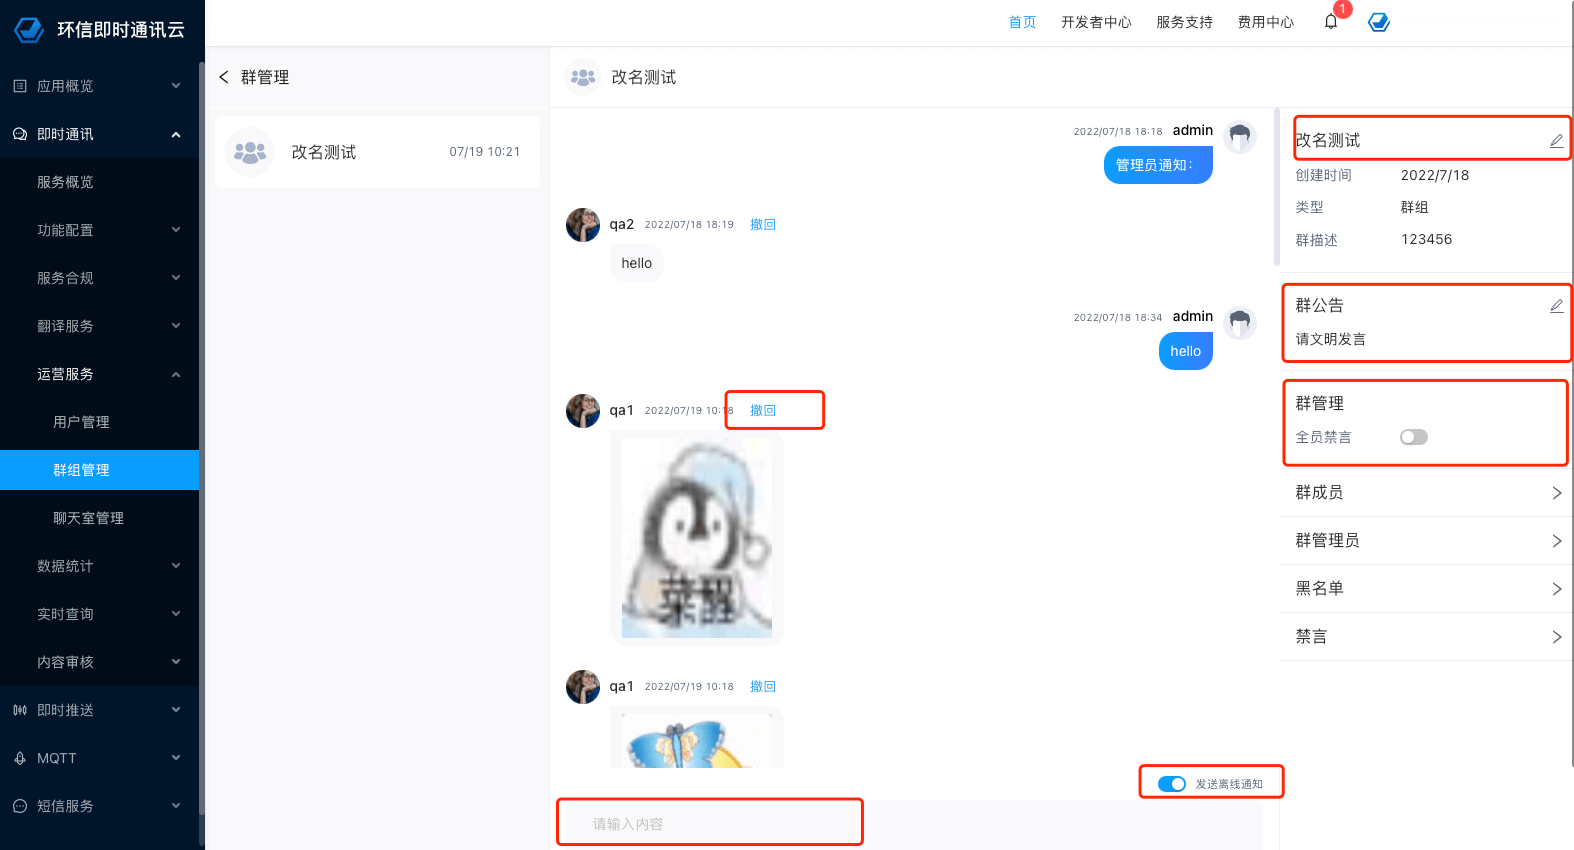 环信即时通讯云
首页 开发者中心 服务支持 费用中心 1
应用概览
即时通讯
服务概览
功能配置
服务合规
翻译服务
运营服务
用户管理
群组管理
聊天室管理
数据统计
实时查询
内容审核
即时推送
MQTT
短信服务
群管理
改名测试 07/19 10:21
改名测试
2022/07/18 18:18 admin
管理员通知:
qa2 2022/07/18 18:19 撤回
hello
2022/07/18 18:34 admin
hello
qa1 2022/07/19 10:18 撤回
菜醒
qa1 2022/07/19 10:18 撤回
发送离线通知
请输入内容
改名测试
创建时间 2022/7/18
类型 群组
群描述 123456
群公告
请文明发言
群管理
全员禁言
群成员
群管理员
黑名单
禁言